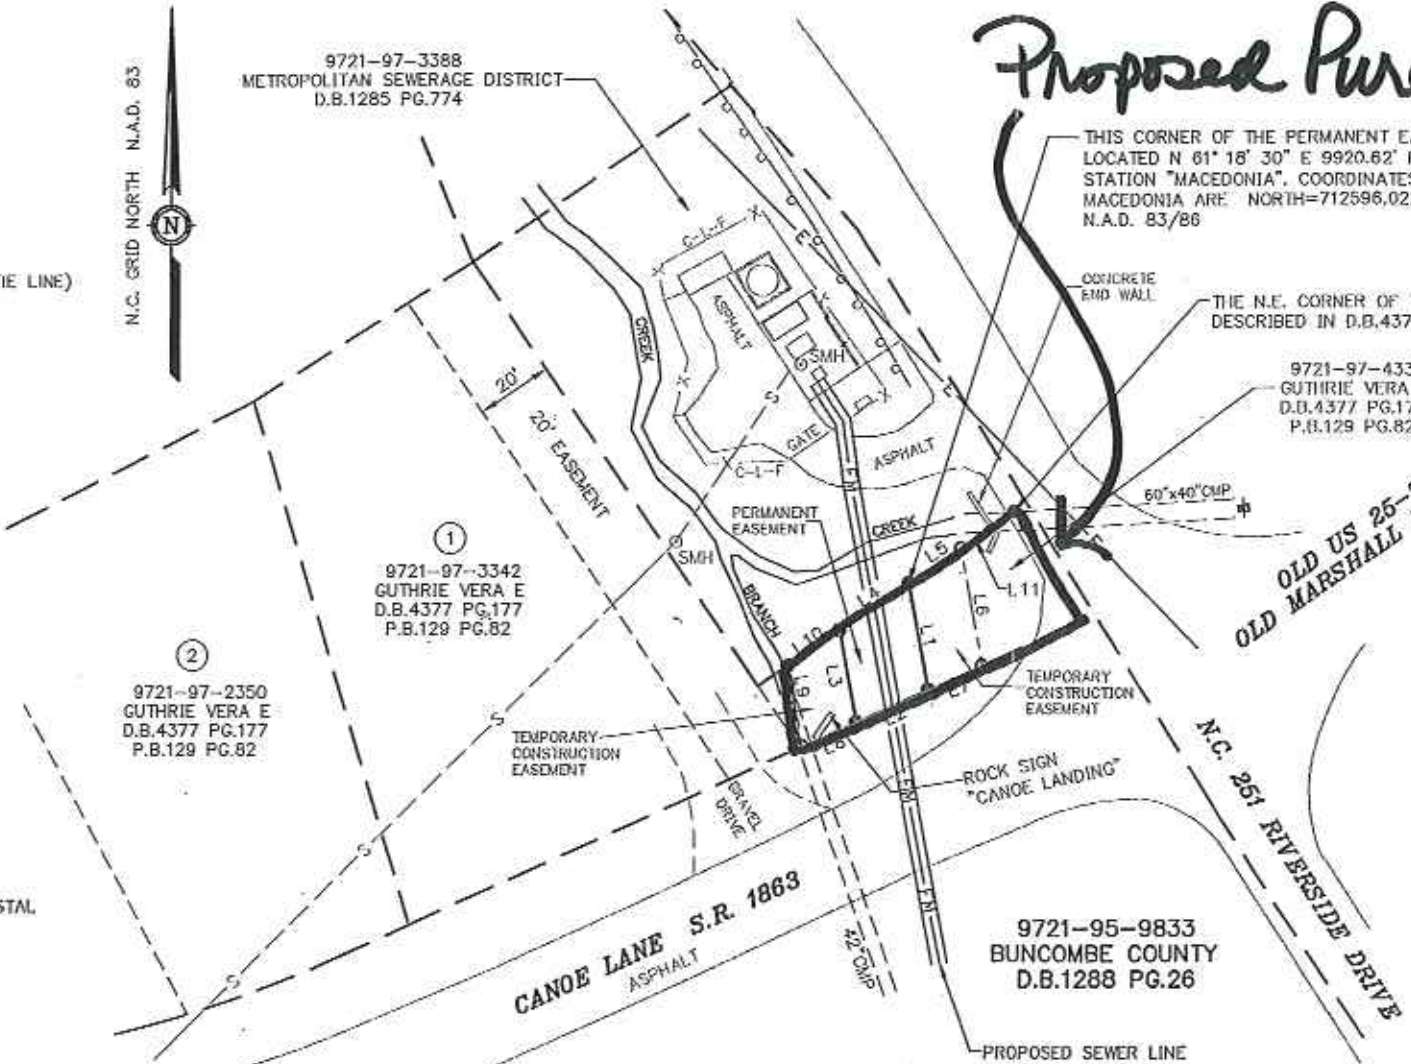 Proposed
9721-97-3388
METROPOLITAN SEWERAGE DISTRICT
D.B.1285 PG.774
N.C. GRID NORTH N.A.D. 83
N
IE LINE)
THIS CORNER OF THE PERMANENT
LOCATED N 61° 18' 30" E 9920.62'
STATION "MACEDONIA". COORDINATES
MACEDONIA ARE NORTH=712596.02
N.A.D. 83/86
CONCRETE
END WALL
THE N.E. CORNER OF
DESCRIBED IN D.B.437
9721-97-433
GUTHRIE VERA
D.B.4377 PG.17
P.B.129 PG.82
C-L-F
X
E
ASPHALT
CREEK
SMH
S
GATE
C-L-F
FM
ASPHALT
20'
20' EASEMENT
PERMANENT
EASEMENT
CREEK
60"x40"CMP
OLD US 25-
OLD MARSHALL
1
9721-97-3342
GUTHRIE VERA E
D.B.4377 PG.177
P.B.129 PG.82
SMH
BRANCH
L10
L4
L5
L11
L6
L1
L3
L9
L7
L2
L8
2
9721-97-2350
GUTHRIE VERA E
D.B.4377 PG.177
P.B.129 PG.82
TEMPORARY
CONSTRUCTION
EASEMENT
TEMPORARY
CONSTRUCTION
EASEMENT
ROCK SIGN
"CANOE LANDING"
GRAVEL
DRIVE
N.C. 251 RIVERSIDE DRIVE
CANOE LANE S.R. 1863
ASPHALT
42"CMP
FM
FM
STAL
9721-95-9833
BUNCOMBE COUNTY
D.B.1288 PG.26
PROPOSED SEWER LINE